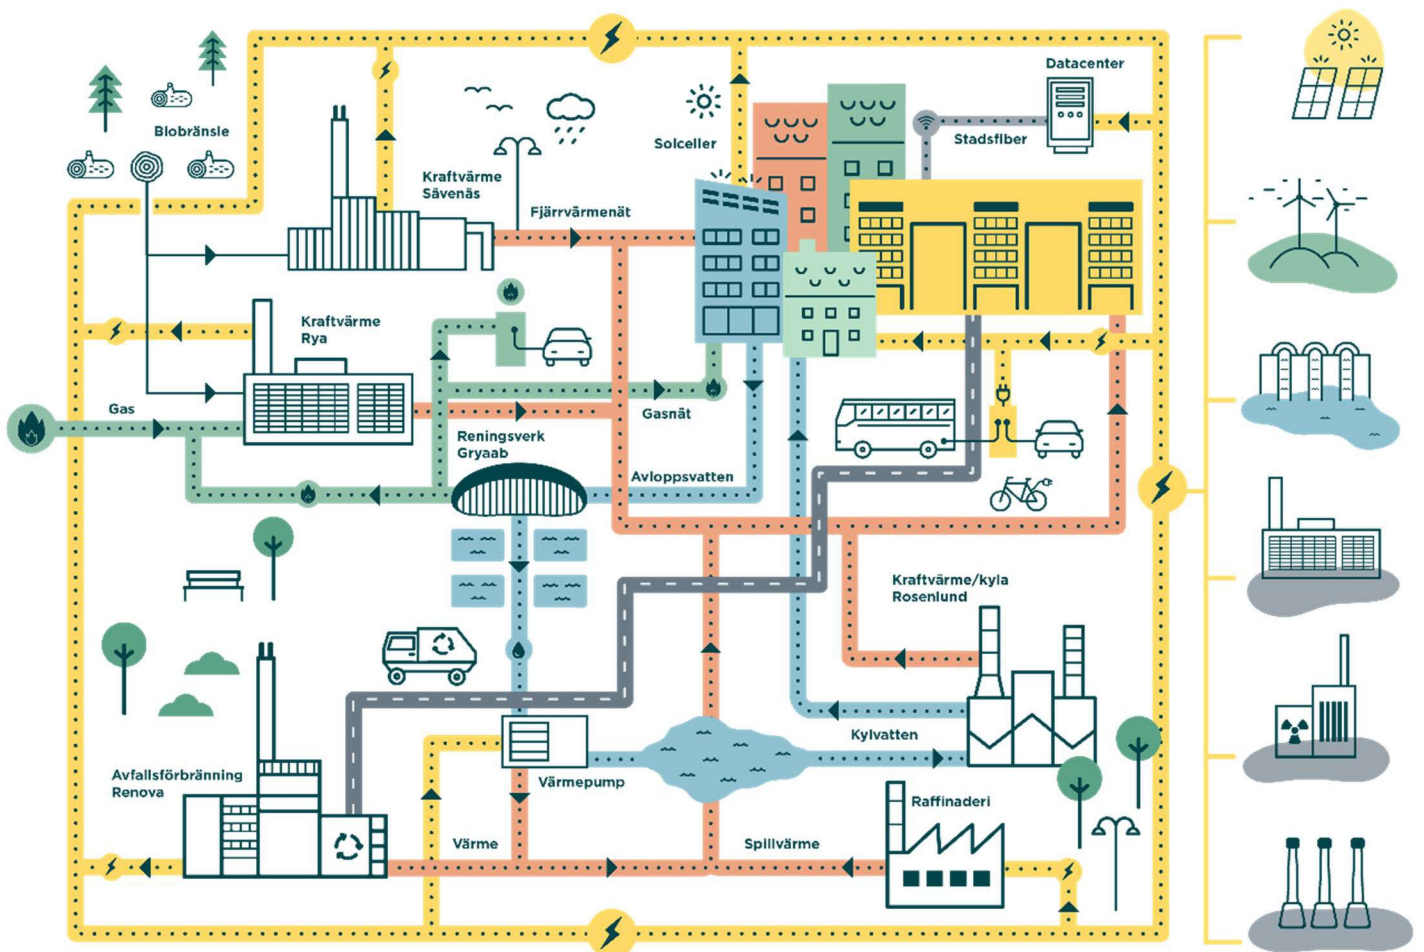 Datacenter
Biobränsle
Solceller
Stadsfiber
Kraftvärme
Sävenäs
Fjärrvärmenät
Kraftvärme
Rya
Gas
Gasnät
Reningsverk
Gryaab
Avloppsvatten
Kraftvärme/kyla
Rosenlund
Kylvatten
Avfallsförbränning
Renova
Värmepump
Raffinaderi
Värme
Spillvärme